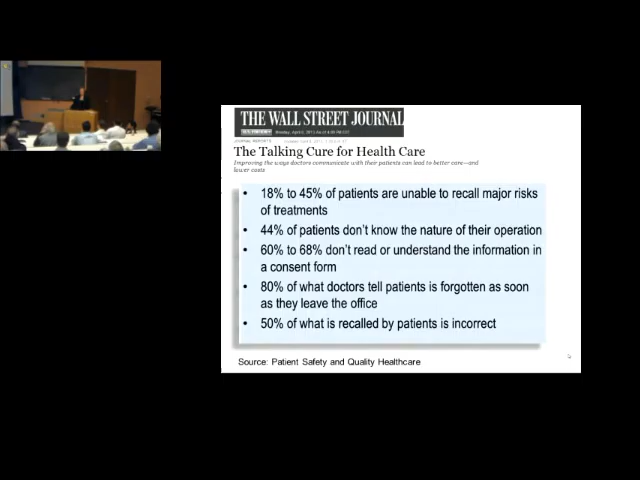 THE WALL STREET JOURNAL
The Talking Cure for Health Care
Improving the ways doctors communicate with their patients can lead to better care—and
lower costs
• 18% to 45% of patients are unable to recall major risks
of treatments
• 44% of patients don't know the nature of their operation
• 60% to 68% don't read or understand the information in
a consent form
• 80% of what doctors tell patients is forgotten as soon
as they leave the office
• 50% of what is recalled by patients is incorrect
Source: Patient Safety and Quality Healthcare